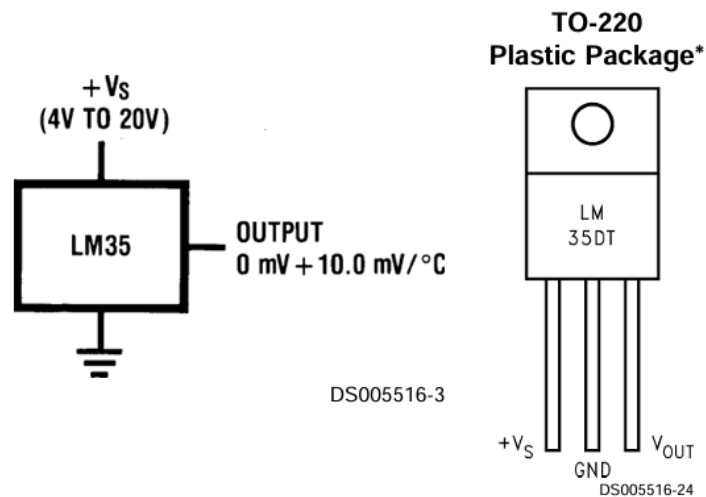 +VS
(4V TO 20V)
LM35
OUTPUT
0 mV + 10.0 mV/°C
DS005516-3
TO-220
Plastic Package*
LM
35DT
+VS
GND
VOUT
DS005516-24